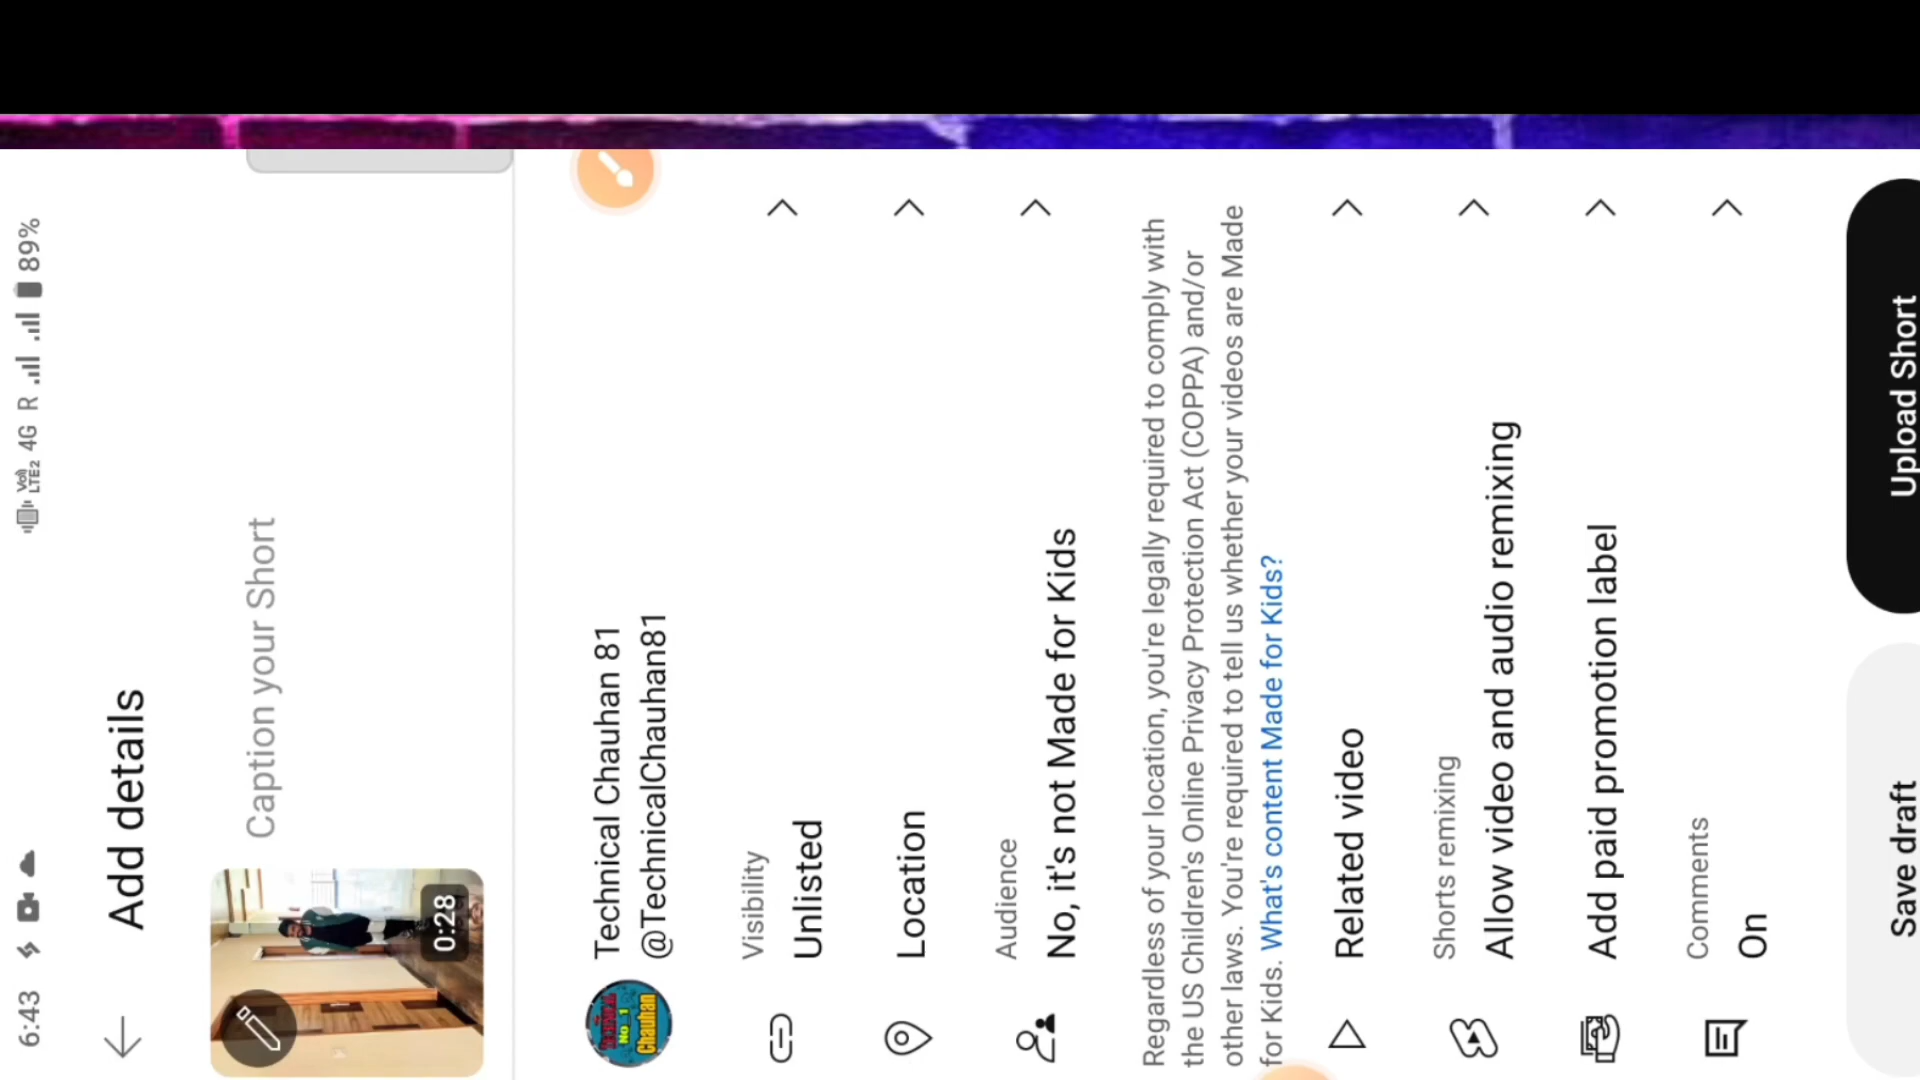 6:43
VoLTE2 4G R 89%
Add details
Caption your Short
0:28
Technical Chauhan 81
@TechnicalChauhan81
No_1
Chauhan
Visibility
Unlisted
Location
Audience
No, it's not Made for Kids
Regardless of your location, you're legally required to comply with
the US Children's Online Privacy Protection Act (COPPA) and/or
other laws. You're required to tell us whether your videos are Made
for Kids. What's content Made for Kids?
Related video
Shorts remixing
Allow video and audio remixing
Add paid promotion label
Comments
On
Save draft
Upload Short